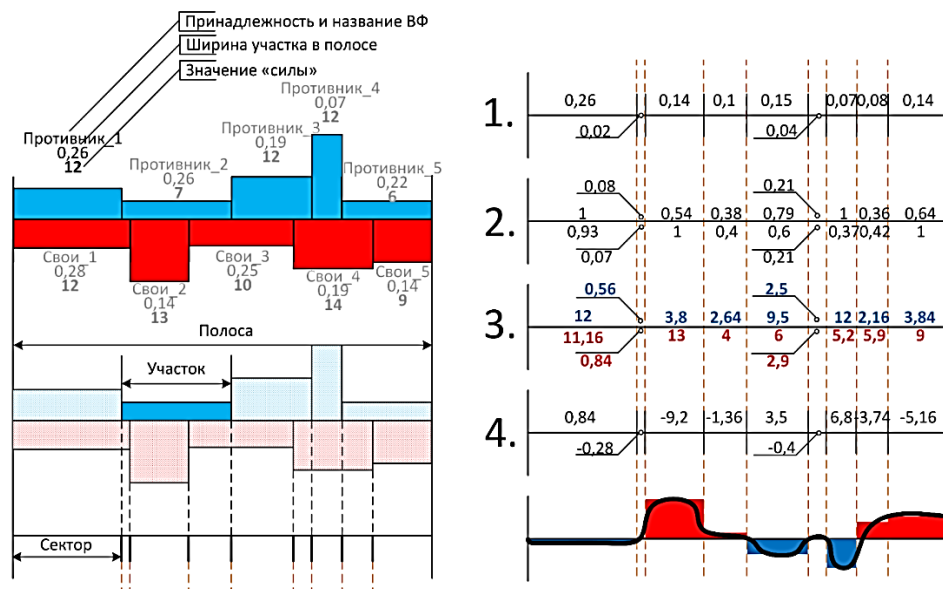 Принадлежность и название ВФ
Ширина участка в полосе
Значение «силы»
Противник_1
0,26
12
Противник_2
0,26
7
Противник_3
0,19
12
Противник_4
0,07
12
Противник_5
0,22
6
Свои_1
0,28
12
Свои_2
0,14
13
Свои_3
0,25
10
Свои_4
0,19
14
Свои_5
0,14
9
Полоса
Участок
Сектор
1.
0,26 0,14 0,1 0,15 0,07 0,08 0,14
0,02 0,04
2.
0,08 0,21
1 0,54 0,38 0,79 1 0,36 0,64
0,93 1 0,4 0,6 0,37 0,42 1
0,07 0,21
3.
0,56 2,5
12 3,8 2,64 9,5 12 2,16 3,84
11,16 13 4 6 5,2 5,9 9
0,84 2,9
4.
0,84 -9,2 -1,36 3,5 6,8 -3,74 -5,16
-0,28 -0,4